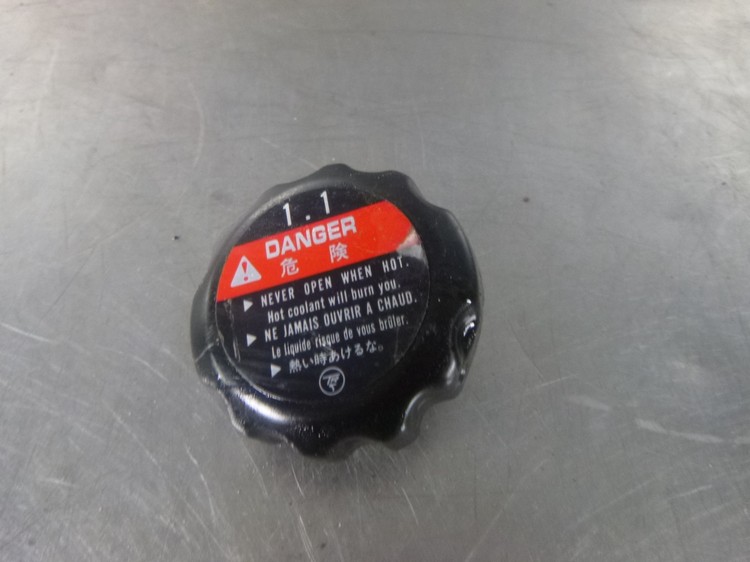 1.1
DANGER
危険
NEVER OPEN WHEN HOT.
Hot coolant will burn you.
NE JAMAIS OUVRIR A CHAUD.
Le liquide risque de vous brûler.
熱い時あけるな。